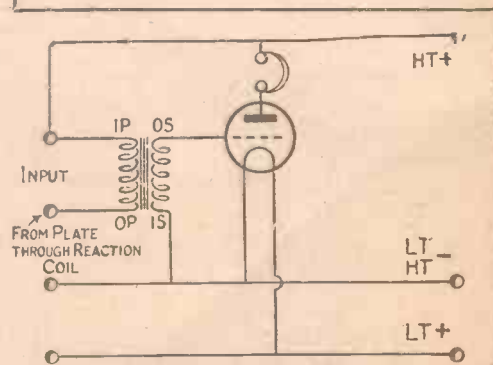 HT+
IP OS
INPUT
OP IS
FROM PLATE
THROUGH REACTION
COIL
LT -
HT
LT+